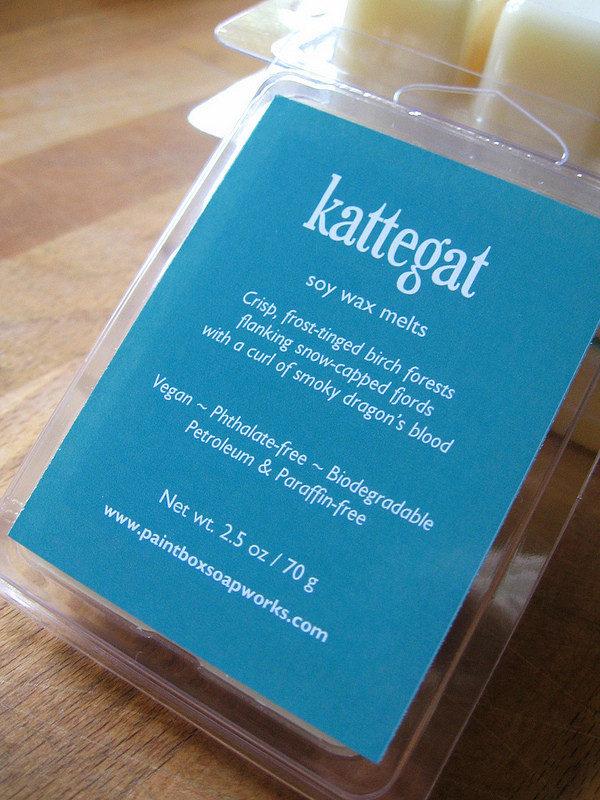 kattegat
soy wax melts
Crisp, frost-tinged birch forests
flanking snow-capped fjords
with a curl of smoky dragon's blood
Vegan ~ Phthalate-free ~ Biodegradable
Petroleum & Paraffin-free
Net wt. 2.5 oz / 70 g
www.paintboxsoapworks.com